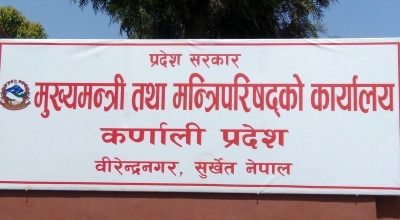 प्रदेश सरकार
मुख्यमन्त्री तथा मन्त्रिपरिषद्को कार्यालय
कर्णाली प्रदेश
वीरेन्द्रनगर, सुर्खेत नेपाल